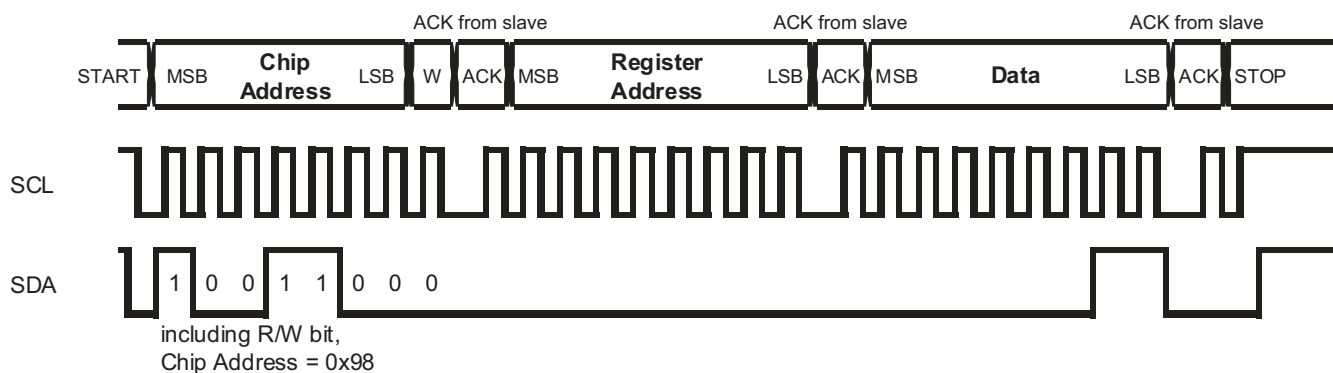 ACK from slave ACK from slave ACK from slave
START MSB Chip Address LSB W ACK MSB Register Address LSB ACK MSB Data LSB ACK STOP
SCL
SDA 1 0 0 1 1 0 0 0
including R/W bit,
Chip Address = 0x98